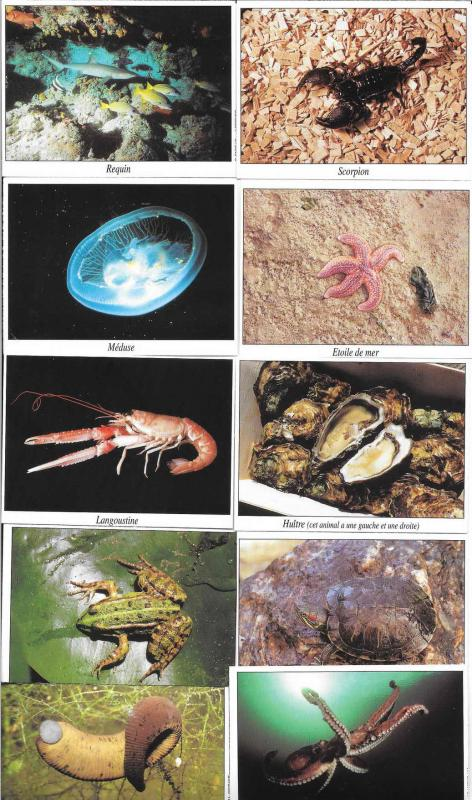 Requin
Scorpion
Méduse
Etoile de mer
Langoustine
Huître (cet animal a une gauche et une droite)